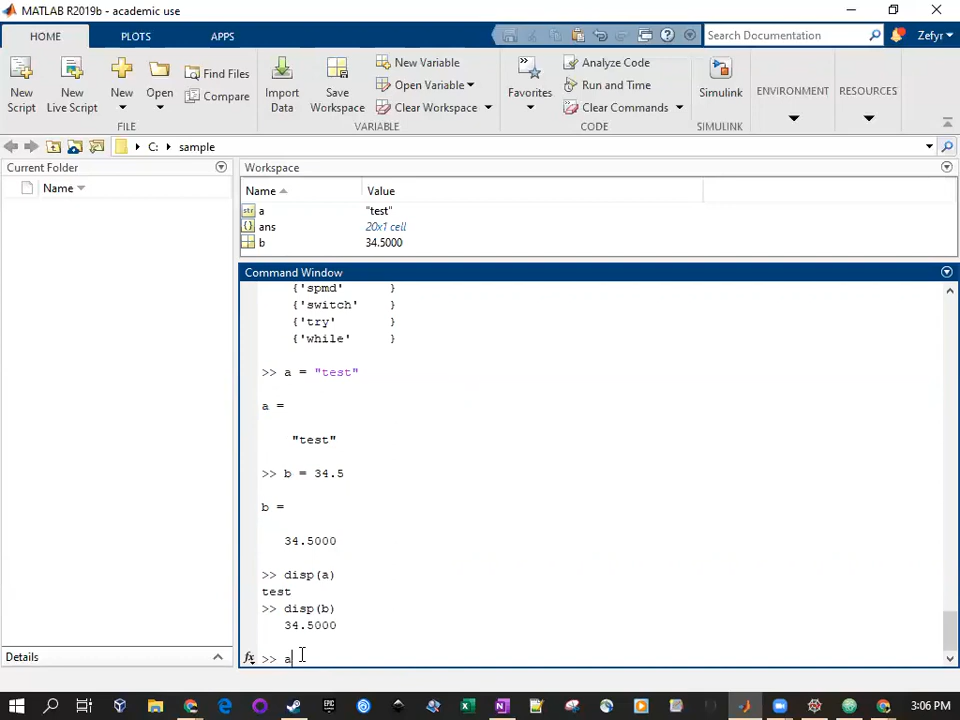 MATLAB R2019b - academic use
HOME PLOTS APPS Search Documentation Zefyr
New Script New Live Script New Open Find Files Compare Import Data Save Workspace New Variable Open Variable Clear Workspace Favorites Analyze Code Run and Time Clear Commands Simulink ENVIRONMENT RESOURCES
FILE VARIABLE CODE SIMULINK
C: sample
Current Folder
Name
Workspace
Name Value
a "test"
ans 20x1 cell
b 34.5000
Command Window
{'spmd' }
{'switch' }
{'try' }
{'while' }
>> a = "test"
a =
"test"
>> b = 34.5
b =
34.5000
>> disp(a)
test
>> disp(b)
34.5000
fx >> a
Details
3:06 PM